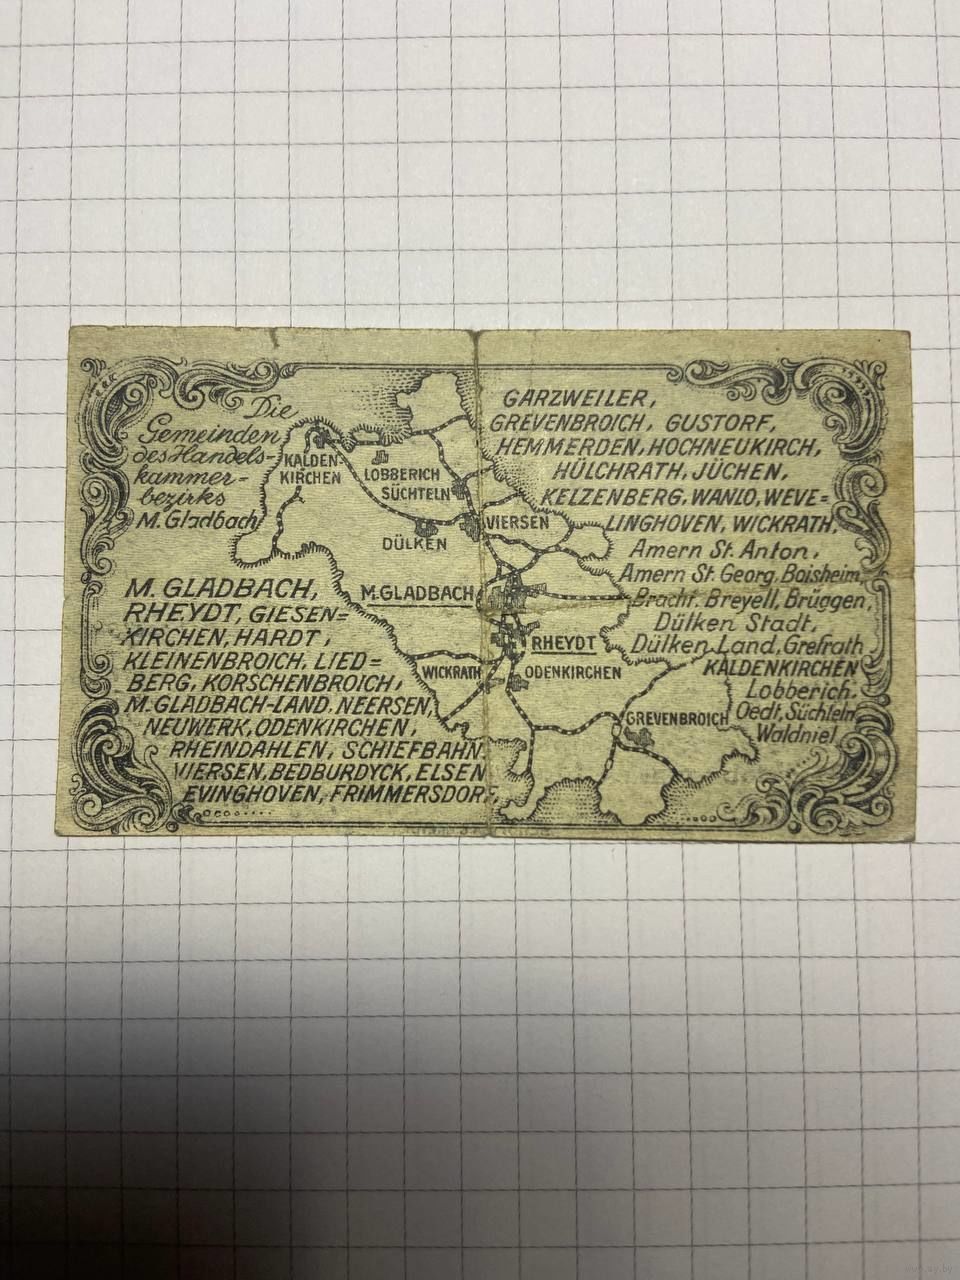 Die
Gemeinden
des Handels-
kammer-
bezirks
M. Gladbach
M. GLADBACH,
RHEYDT, GIESEN=
KIRCHEN, HARDT,
KLEINENBROICH, LIED=
BERG, KORSCHENBROICH,
M. GLADBACH-LAND, NEERSEN,
NEUWERK, ODENKIRCHEN,
RHEINDAHLEN, SCHIEFBAHN
VIERSEN, BEDBURDYCK, ELSEN
EVINGHOVEN, FRIMMERSDORF,
KALDEN-
KIRCHEN
LOBBERICH
SÜCHTELN
DÜLKEN
VIERSEN
M.GLADBACH
RHEYDT
WICKRATH
ODENKIRCHEN
GREVENBROICH
GARZWEILER,
GREVENBROICH, GUSTORF,
HEMMERDEN, HOCHNEUKIRCH,
HÜLCHRATH, JÜCHEN,
KELZENBERG, WANLO, WEVE=
LINGHOVEN, WICKRATH,
Amern St. Anton,
Amern St. Georg, Boisheim,
Bracht, Breyell, Brüggen,
Dülken Stadt,
Dülken Land, Grefrath
KALDENKIRCHEN
Lobberich.
Oedt, Süchteln,
Waldniel